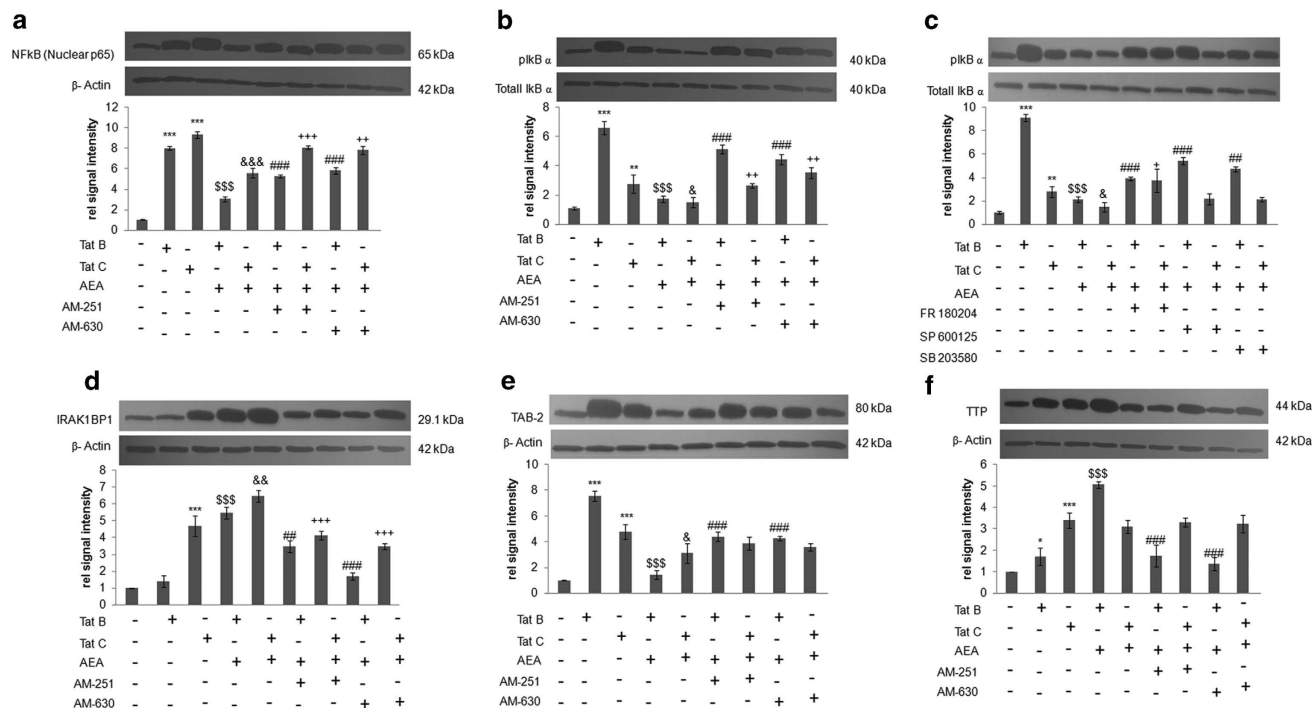 a
NFkB (Nuclear p65)
65 kDa
β- Actin
42 kDa
rel signal intensity
12
10
8
6
4
2
0
*** *** $$$ &&& ### +++ ### ++
Tat B - + - + - + - + -
Tat C - - + - + - + - +
AEA - - - + + + + + +
AM-251 - - - - - + + - -
AM-630 - - - - - - - + +
b
pIkB α
40 kDa
Totall IkB α
40 kDa
rel signal intensity
8
6
4
2
0
*** ** $$$ & ### ++ ### ++
Tat B - + - + - + - + -
Tat C - - + - + - + - +
AEA - - - + + + + + +
AM-251 - - - - - + + - -
AM-630 - - - - - - - + +
c
pIkB α
Totall IkB α
rel signal intensity
10
8
6
4
2
0
*** ** $$$ & ### + ### ##
Tat B - + - + - + - + - + -
Tat C - - + - + - + - + - +
AEA - - - + + + + + + + +
FR 180204 - - - - - + + - - - -
SP 600125 - - - - - - - + + - -
SB 203580 - - - - - - - - - + +
d
IRAK1BP1
29.1 kDa
β- Actin
42 kDa
rel signal intensity
8
7
6
5
4
3
2
1
0
*** $$$ && ## +++ ### +++
Tat B - + - + - + - + -
Tat C - - + - + - + - +
AEA - - - + + + + + +
AM-251 - - - - - + + - -
AM-630 - - - - - - - + +
e
TAB-2
80 kDa
β- Actin
42 kDa
rel signal intensity
10
8
6
4
2
0
*** *** $$$ & ### ###
Tat B - + - + - + - + -
Tat C - - + - + - + - +
AEA - - - + + + + + +
AM-251 - - - - - + + - -
AM-630 - - - - - - - + +
f
TTP
44 kDa
β- Actin
42 kDa
rel signal intensity
6
5
4
3
2
1
0
* *** $$$ ### ###
Tat B - + - + - + - + -
Tat C - - + - + - + - +
AEA - - - + + + + + +
AM-251 - - - - - + + - -
AM-630 - - - - - - - + +